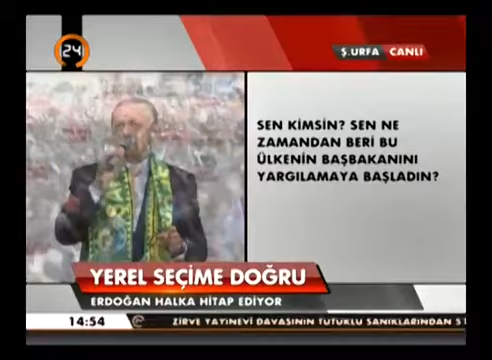 24
Ş.URFA CANLI
SEN KİMSİN? SEN NE
ZAMANDAN BERİ BU
ÜLKENİN BAŞBAKANINI
YARGILAMAYA BAŞLADIN?
YEREL SEÇİME DOĞRU
ERDOĞAN HALKA HİTAP EDİYOR
14:54 ZİRVE YAYINEVİ DAVASININ TUTUKLU SANIKLARINDAN 5'İ